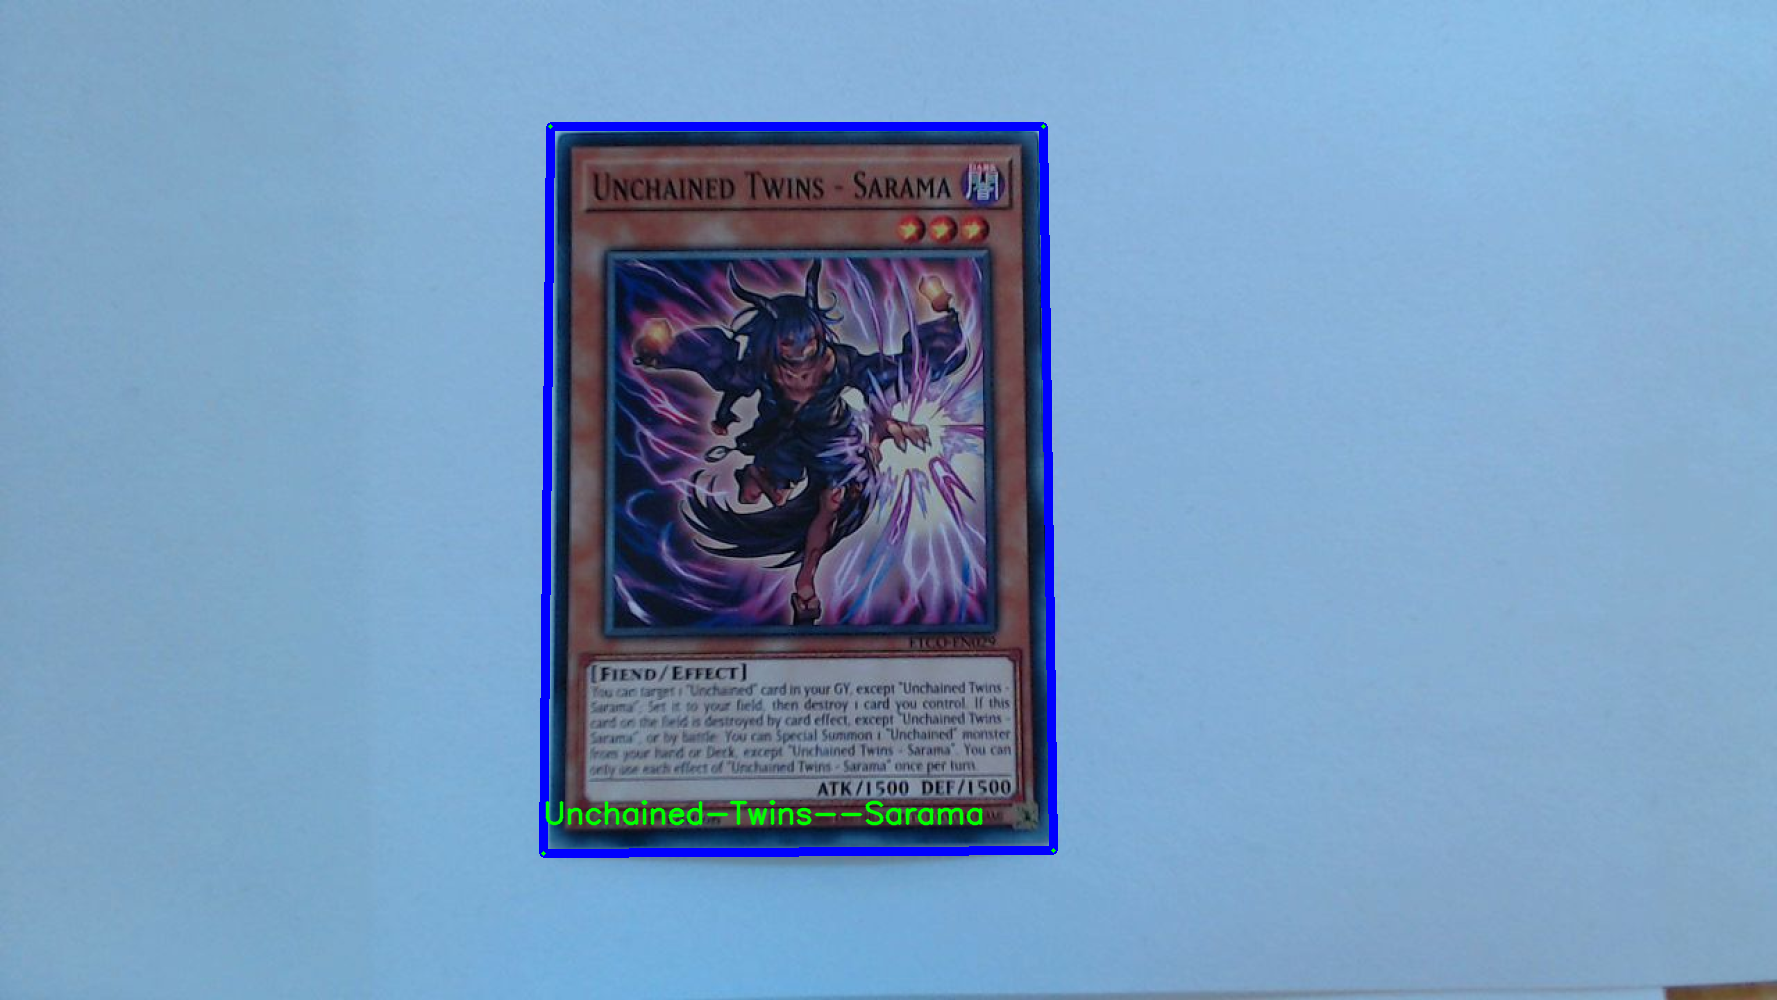 Unchained Twins - Sarama
ETCO-EN029
[Fiend/Effect]
You can target 1 "Unchained" card in your GY, except "Unchained Twins -
Sarama"; Set it to your field, then destroy 1 card you control. If this
card on the field is destroyed by card effect, except "Unchained Twins -
Sarama", or by battle: You can Special Summon 1 "Unchained" monster
from your hand or Deck, except "Unchained Twins - Sarama". You can
only use each effect of "Unchained Twins - Sarama" once per turn.
ATK/1500 DEF/1500
Unchained-Twins--Sarama